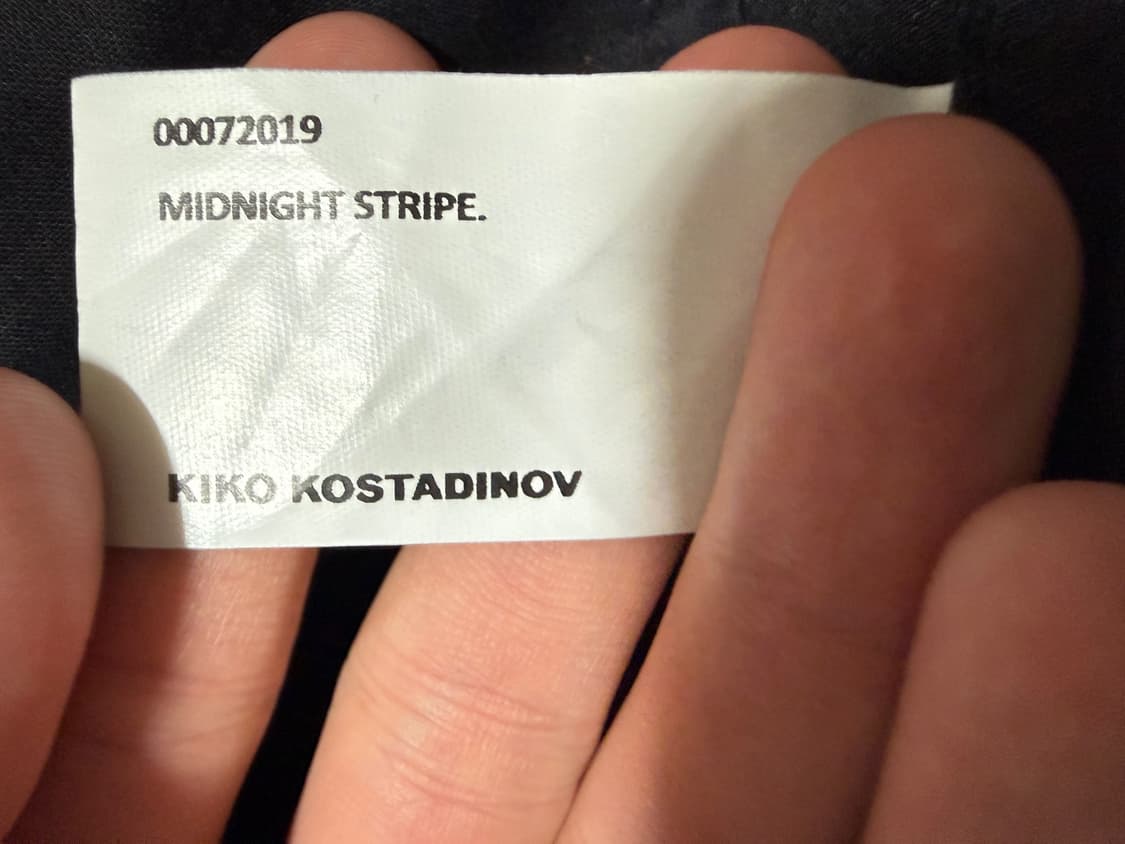 00072019
MIDNIGHT STRIPE.
KIKO KOSTADINOV